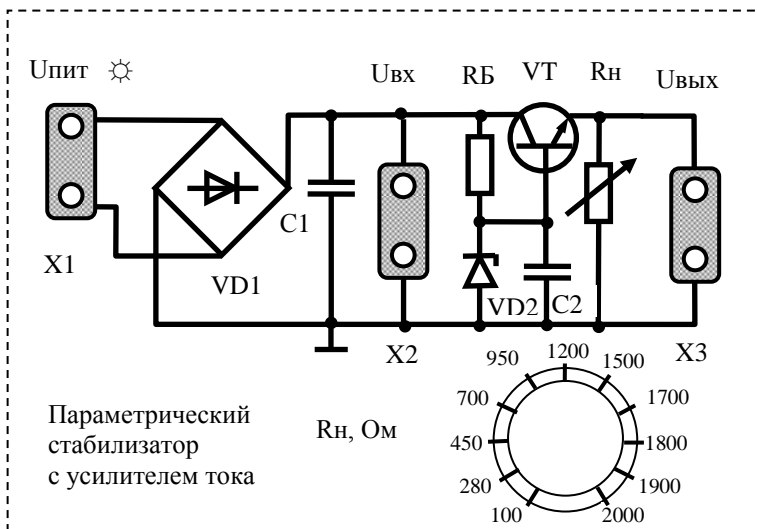 Uпит
Uвх
RБ
VT
Rн
Uвых
C1
X1
VD1
VD2
C2
X2
X3
Параметрический
стабилизатор
с усилителем тока
Rн, Ом
100
280
450
700
950
1200
1500
1700
1800
1900
2000